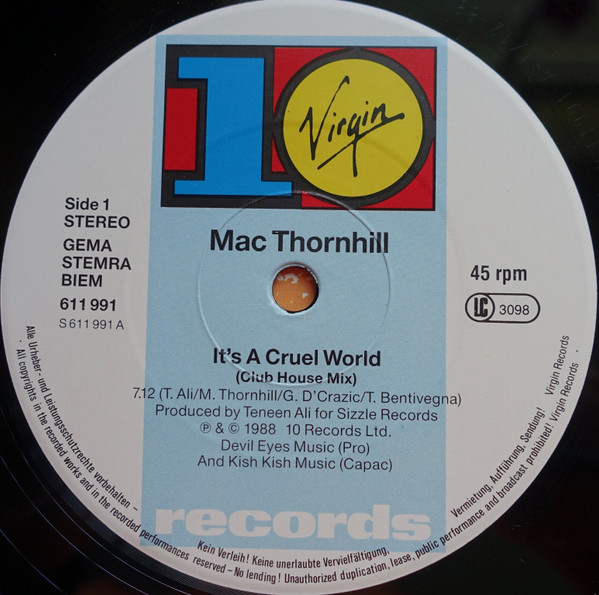 10
Virgin
Side 1
STEREO
GEMA
STEMRA
BIEM
611 991
S 611 991 A
Mac Thornhill
45 rpm
LC 3098
It's A Cruel World
(Club House Mix)
7.12 (T. Ali/M. Thornhill/G. D'Crazic/T. Bentivegna)
Produced by Teneen Ali for Sizzle Records
℗ & © 1988 10 Records Ltd.
Devil Eyes Music (Pro)
And Kish Kish Music (Capac)
records
Alle Urheber- und Leistungsschutzrechte vorbehalten – Kein Verleih! Keine unerlaubte Vervielfältigung, Vermietung, Aufführung, Sendung! Virgin Records
· All copyrights in the recorded works and in the recorded performances reserved – No lending! Unauthorized duplication, lease, public performance and broadcast prohibited! Virgin Records ·